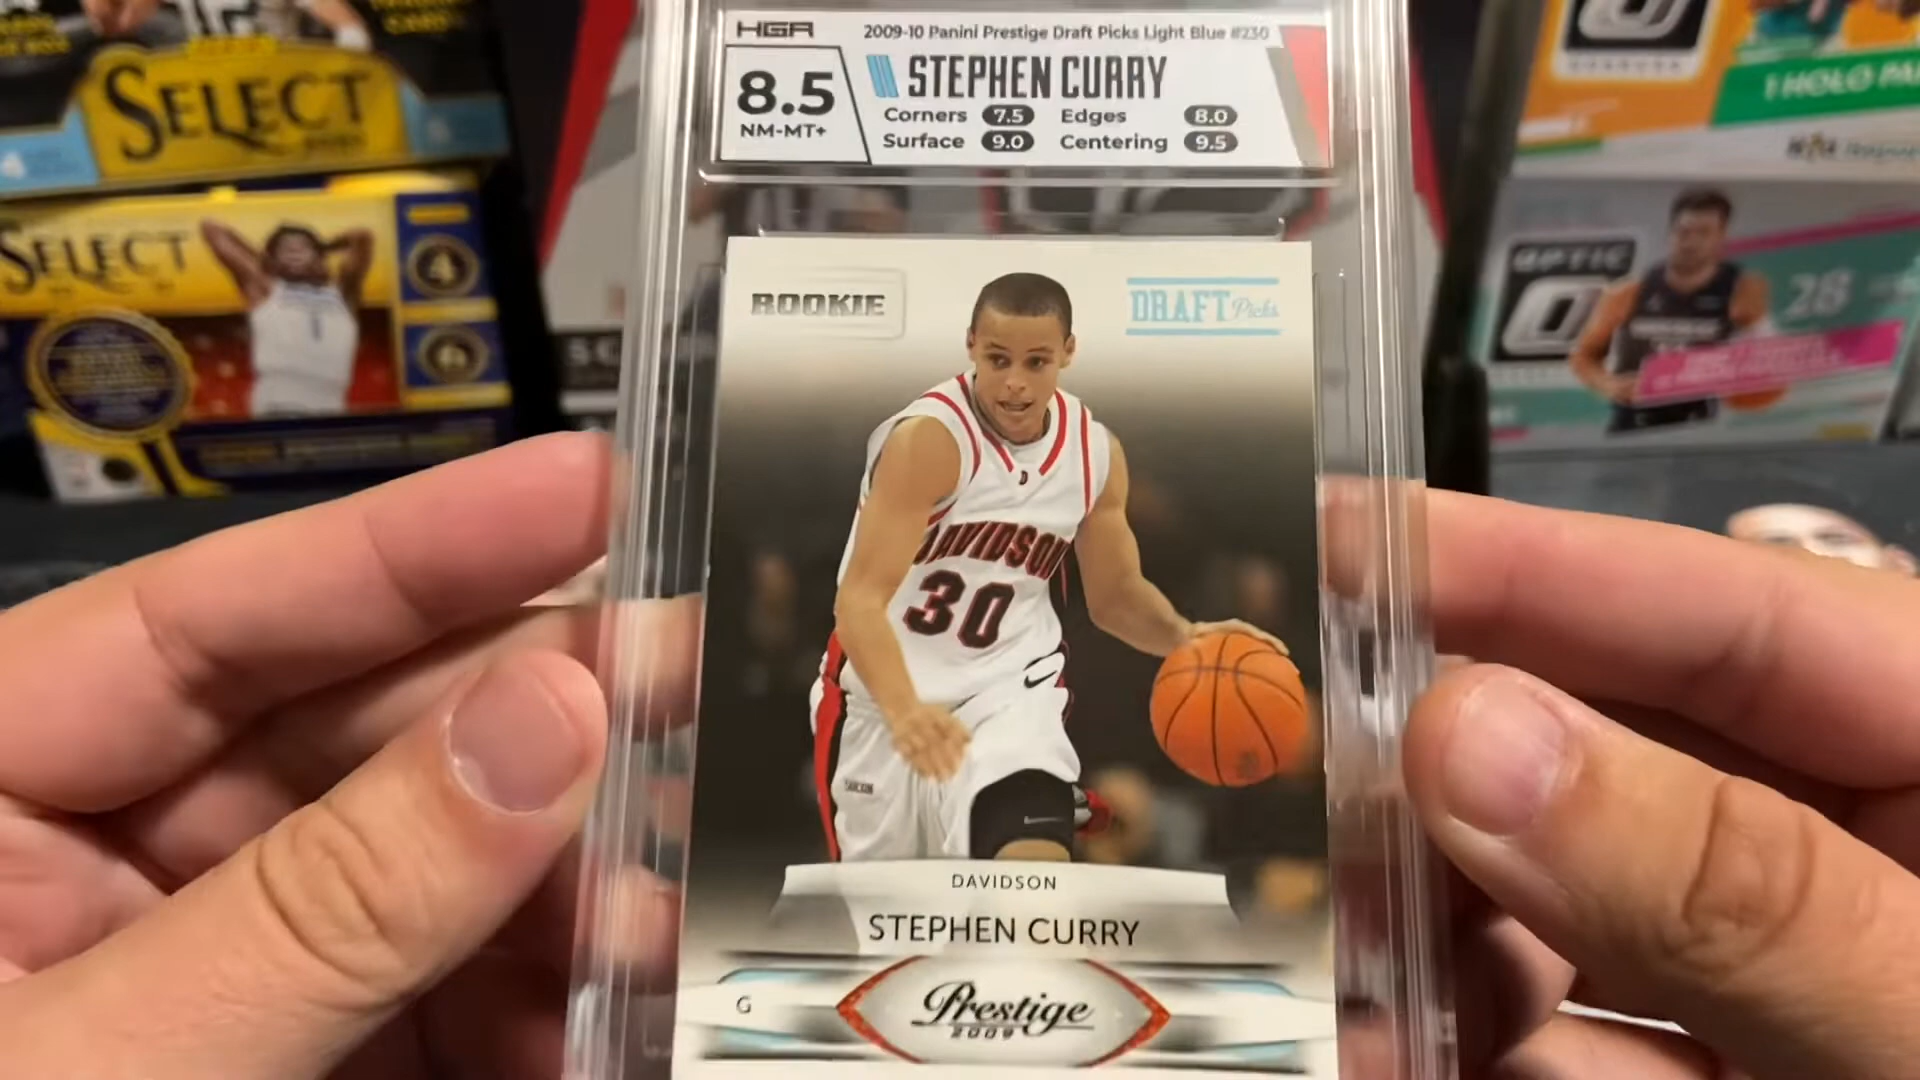 HGA
2009-10 Panini Prestige Draft Picks Light Blue #230
8.5
NM-MT+
STEPHEN CURRY
Corners 7.5 Edges 8.0
Surface 9.0 Centering 9.5
ROOKIE
DRAFT Picks
DAVIDSON
30
DAVIDSON
STEPHEN CURRY
G
Prestige
2009
SELECT
4
SELECT
4
1 HOLO
OPTIC
28